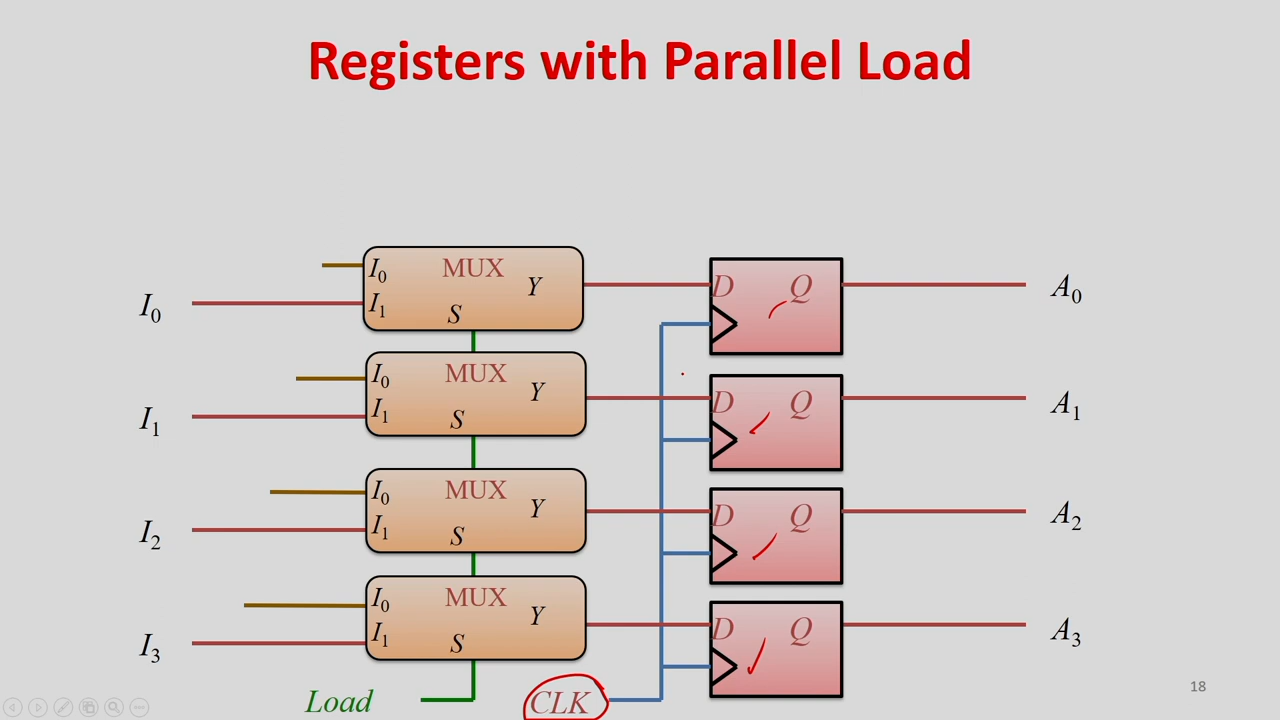 Registers with Parallel Load
I0 MUX
I0 I1 S Y D Q A0
I0 MUX
I1 I1 S Y D Q A1
I0 MUX
I2 I1 S Y D Q A2
I0 MUX
I3 I1 S Y D Q A3
Load CLK
18